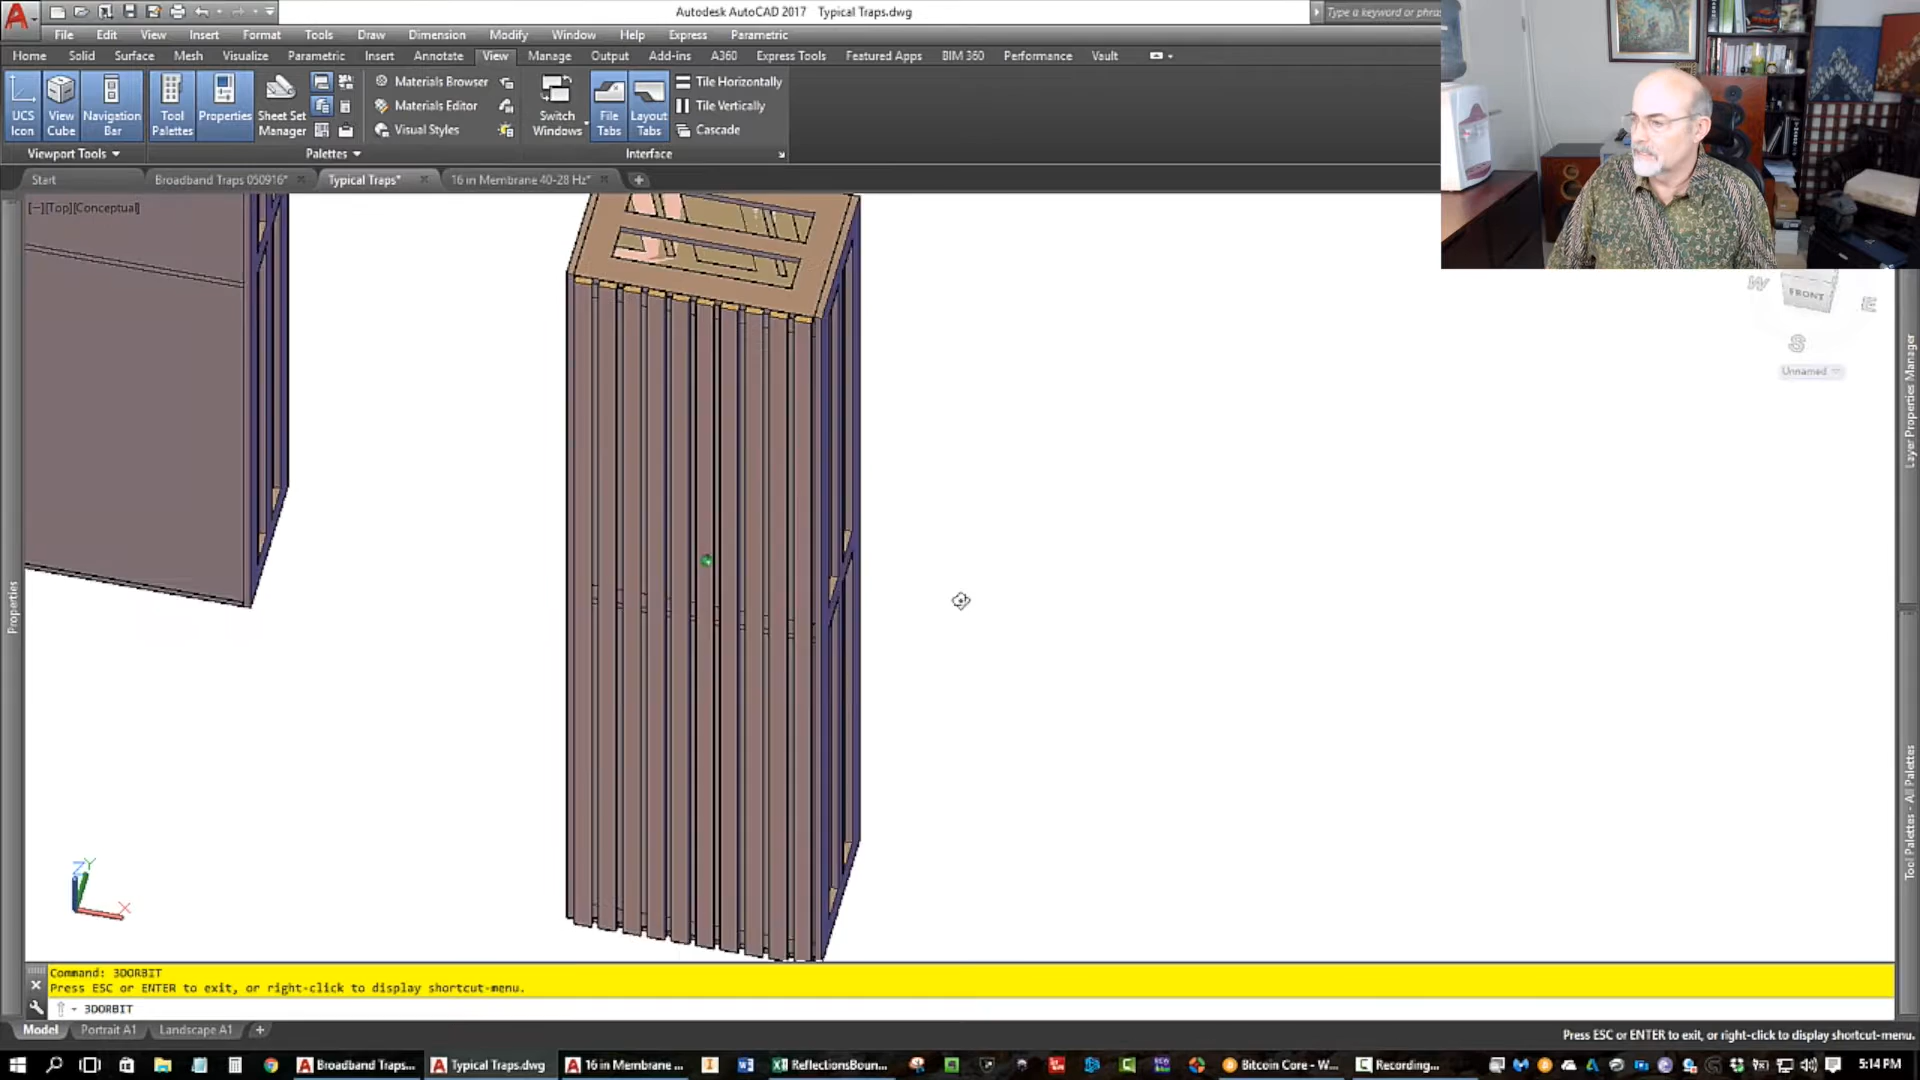 Autodesk AutoCAD 2017 Typical Traps.dwg
Type a keyword or phra
File Edit View Insert Format Tools Draw Dimension Modify Window Help Express Parametric
Home Solid Surface Mesh Visualize Parametric Insert Annotate View Manage Output Add-ins A360 Express Tools Featured Apps BIM 360 Performance Vault
UCS Icon
View Cube
Navigation Bar
Viewport Tools
Tool Palettes
Properties
Sheet Set Manager
Materials Browser
Materials Editor
Visual Styles
Palettes
Switch Windows
File Tabs
Layout Tabs
Tile Horizontally
Tile Vertically
Cascade
Interface
Start Broadband Traps 050916* Typical Traps* 16 in Membrane 40-28 Hz*
[−][Top][Conceptual]
W FRONT E
S
Unnamed
Layer Properties Manager
Properties
Tool Palettes - All Palettes
Z Y
X
Command: 3DORBIT
Press ESC or ENTER to exit, or right-click to display shortcut-menu.
3DORBIT
Model Portrait A1 Landscape A1
Press ESC or ENTER to exit, or right-click to display shortcut-menu.
Broadband Traps... Typical Traps.dwg 16 in Membrane ... ReflectionsBoun... Bitcoin Core - W... Recording... 5:14 PM